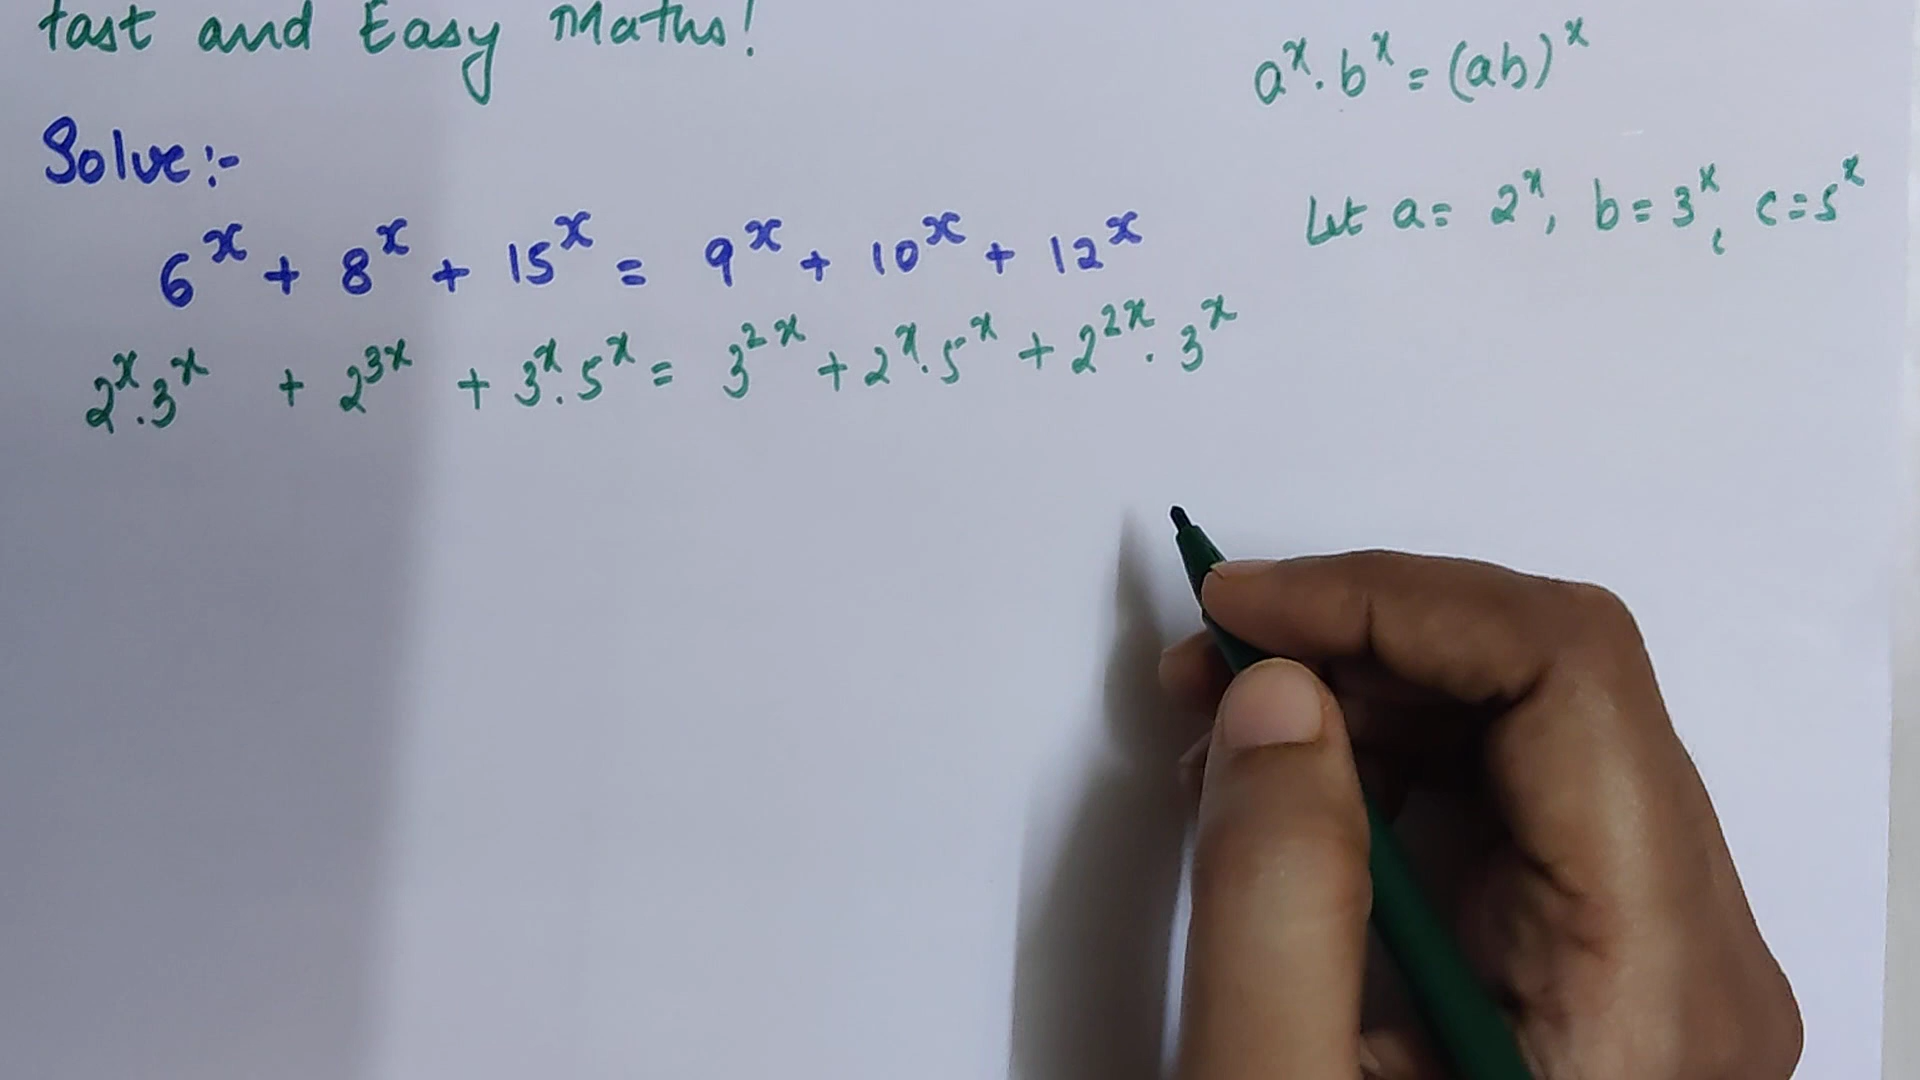 fast and Easy Maths!
a^x . b^x = (ab)^x
Solve :-
Let a = 2^x, b = 3^x, c = 5^x
6^x + 8^x + 15^x = 9^x + 10^x + 12^x
2^x . 3^x + 2^3x + 3^x . 5^x = 3^2x + 2^x . 5^x + 2^2x . 3^x